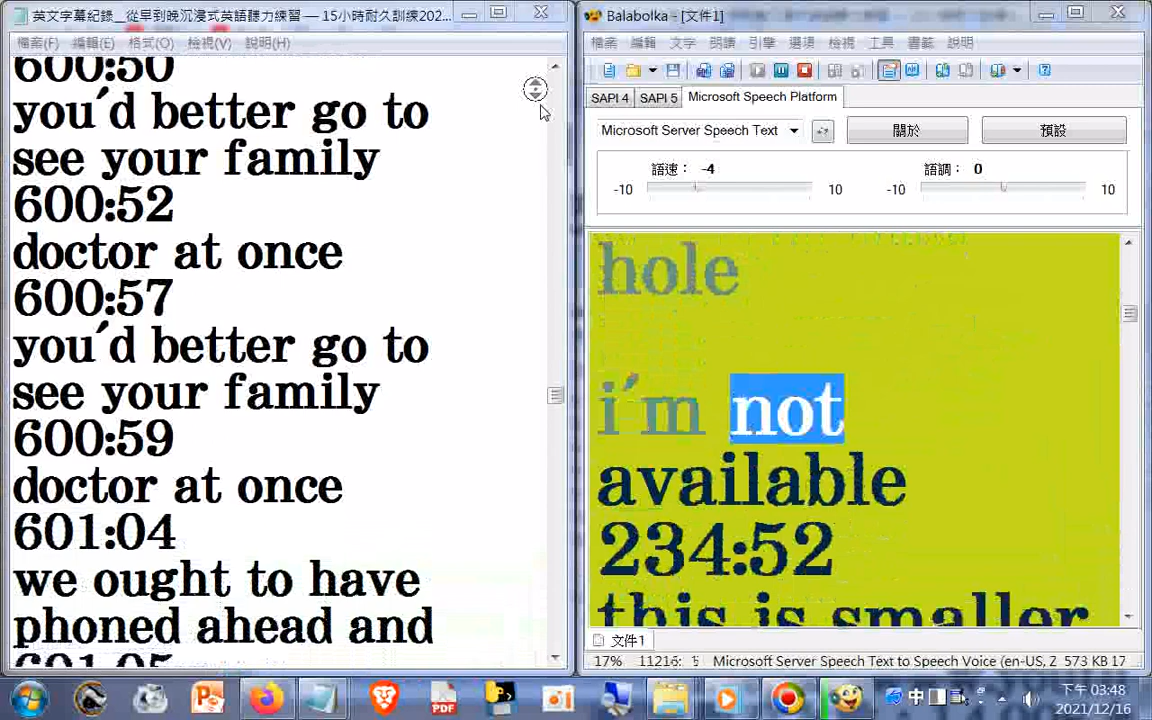 英文字幕紀錄__從早到晚沉浸式英語聽力練習 — 15小時耐久訓練202...
檔案(F) 編輯(E) 格式(O) 檢視(V) 說明(H)
600:50
you´d better go to
see your family
600:52
doctor at once
600:57
you´d better go to
see your family
600:59
doctor at once
601:04
we ought to have
phoned ahead and
601:05
Balabolka - [文件1]
檔案 編輯 文字 朗讀 引擎 選項 檢視 工具 書籤 說明
SAPI 4 SAPI 5 Microsoft Speech Platform
Microsoft Server Speech Text 關於 預設
語速: -4 語調: 0
-10 10 -10 10
hole
i´m not
available
234:52
this is smaller
文件1
17% Microsoft Server Speech Text to Speech Voice (en-US, 2 573 KB 17
PDF
中
下午 03:48
2021/12/16